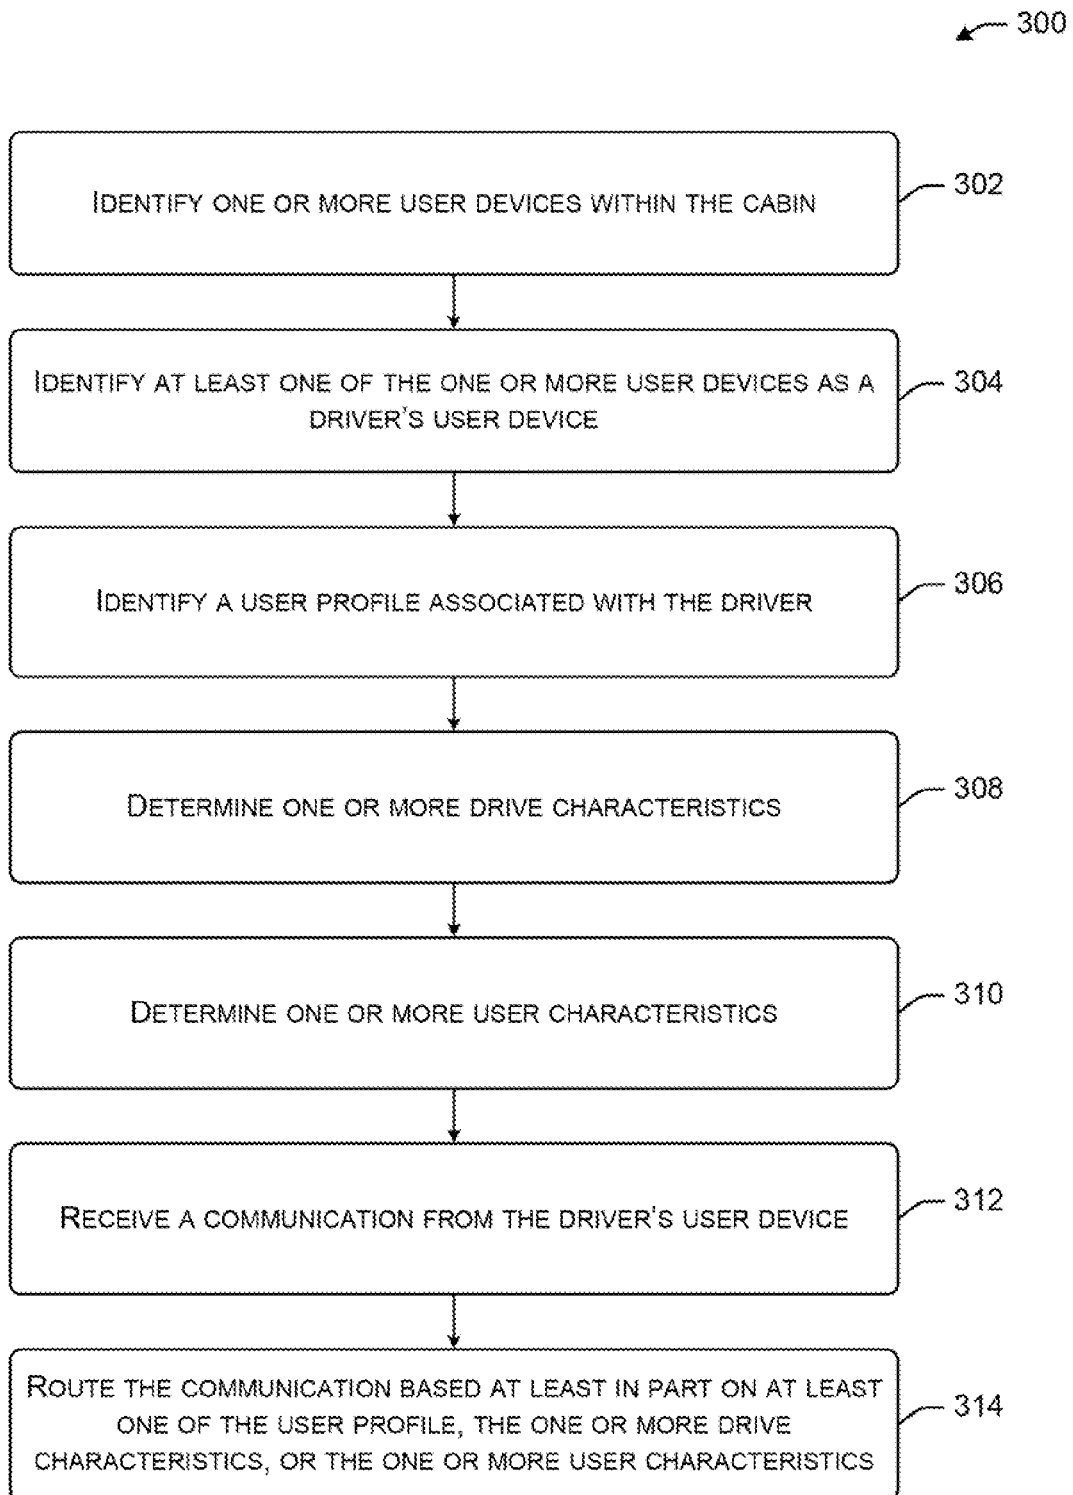 300
IDENTIFY ONE OR MORE USER DEVICES WITHIN THE CABIN
302
IDENTIFY AT LEAST ONE OF THE ONE OR MORE USER DEVICES AS A
DRIVER'S USER DEVICE
304
IDENTIFY A USER PROFILE ASSOCIATED WITH THE DRIVER
306
DETERMINE ONE OR MORE DRIVE CHARACTERISTICS
308
DETERMINE ONE OR MORE USER CHARACTERISTICS
310
RECEIVE A COMMUNICATION FROM THE DRIVER'S USER DEVICE
312
ROUTE THE COMMUNICATION BASED AT LEAST IN PART ON AT LEAST
ONE OF THE USER PROFILE, THE ONE OR MORE DRIVE
CHARACTERISTICS, OR THE ONE OR MORE USER CHARACTERISTICS
314